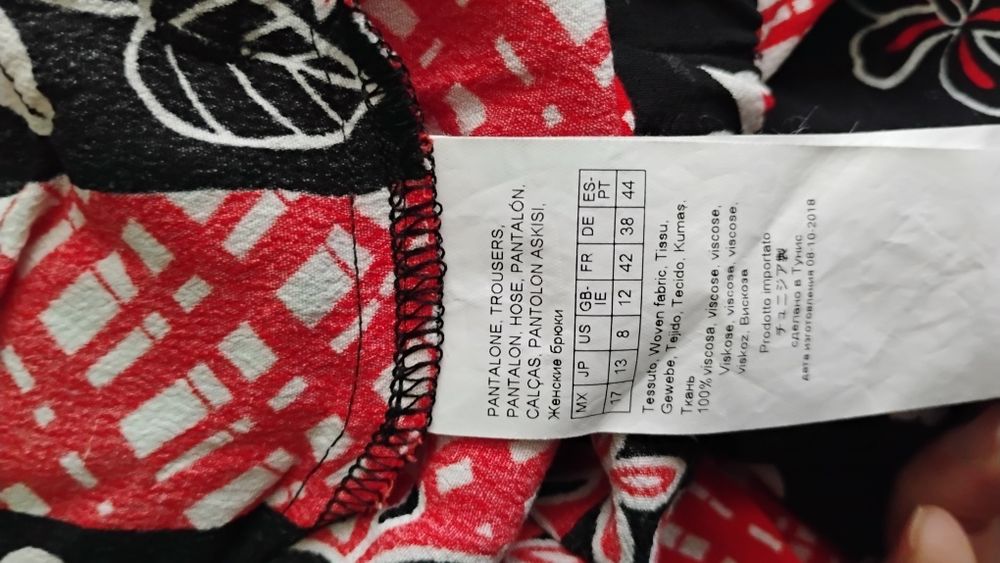 PANTALONE, TROUSERS,
PANTALON, HOSE, PANTALON,
CALÇAS, PANTOLON ASKISI,
Женские брюки
MX JP US GB-IE FR DE ES-PT
17 13 8 12 42 38 44
Tessuto, Woven fabric, Tissu,
Gewebe, Tejido, Tecido, Kumaş,
Ткань
100% viscosa, viscose, viscose,
Viskose, viscosa, viscose,
viskoz, Вискоза
Prodotto importato
チュニジア製
сделано в Тунис
дата изготовления 08-10-2018